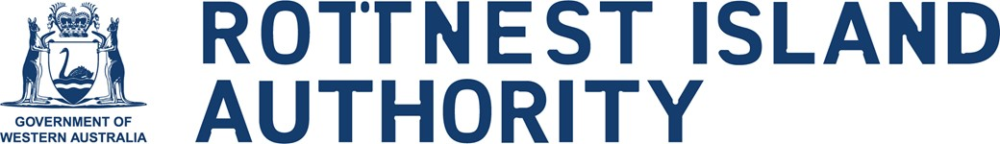 GOVERNMENT OF
WESTERN AUSTRALIA
ROTTNEST ISLAND
AUTHORITY